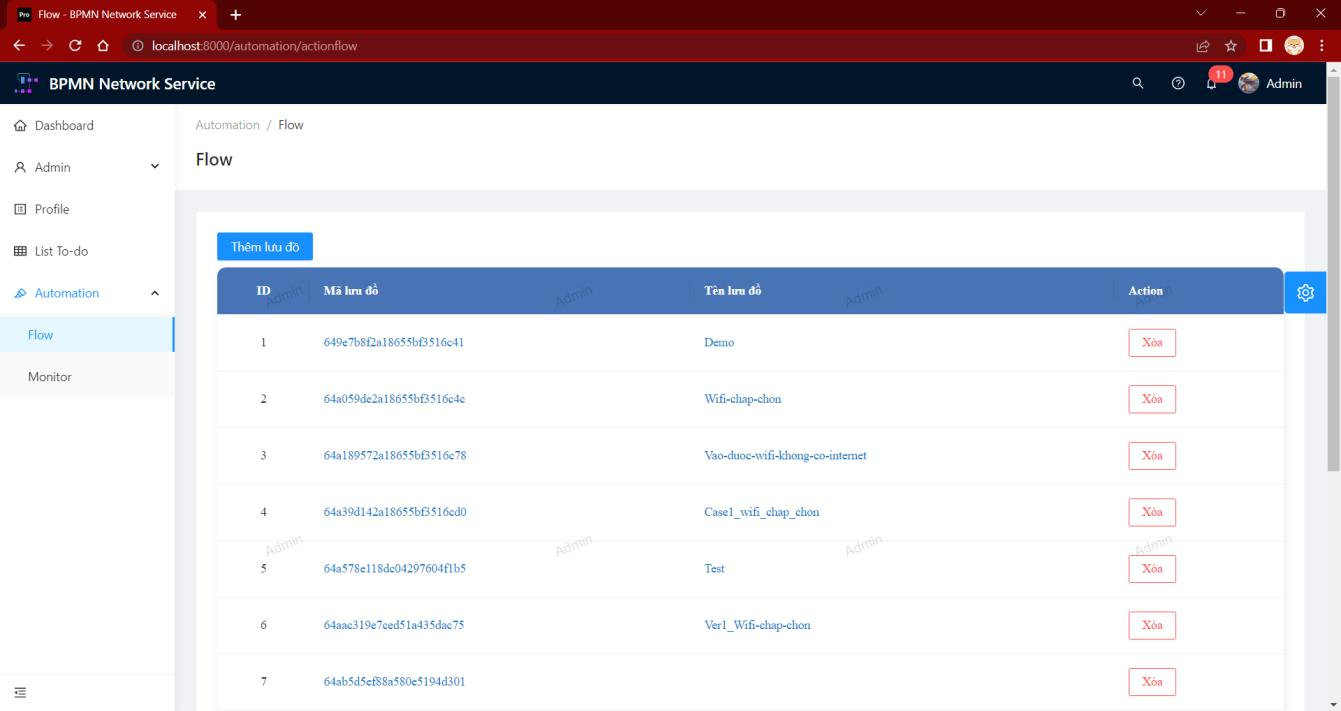 Flow - BPMN Network Service
localhost:8000/automation/actionflow
BPMN Network Service
11
Admin
Dashboard
Admin
Profile
List To-do
Automation
Flow
Monitor
Automation / Flow
Flow
Thêm lưu đồ
ID Mã lưu đồ Tên lưu đồ Action
1 649e7b8f2a18655bf3516c41 Demo Xóa
2 64a059de2a18655bf3516c4c Wifi-chap-chon Xóa
3 64a189572a18655bf3516c78 Vao-duoc-wifi-khong-co-internet Xóa
4 64a39d142a18655bf3516cd0 Case1_wifi_chap_chon Xóa
5 64a578e118dc04297604f1b5 Test Xóa
6 64aac319e7ced51a435dac75 Ver1_Wifi-chap-chon Xóa
7 64ab5d5ef88a580e5194d301 Xóa
Admin Admin Admin Admin
Admin Admin Admin Admin